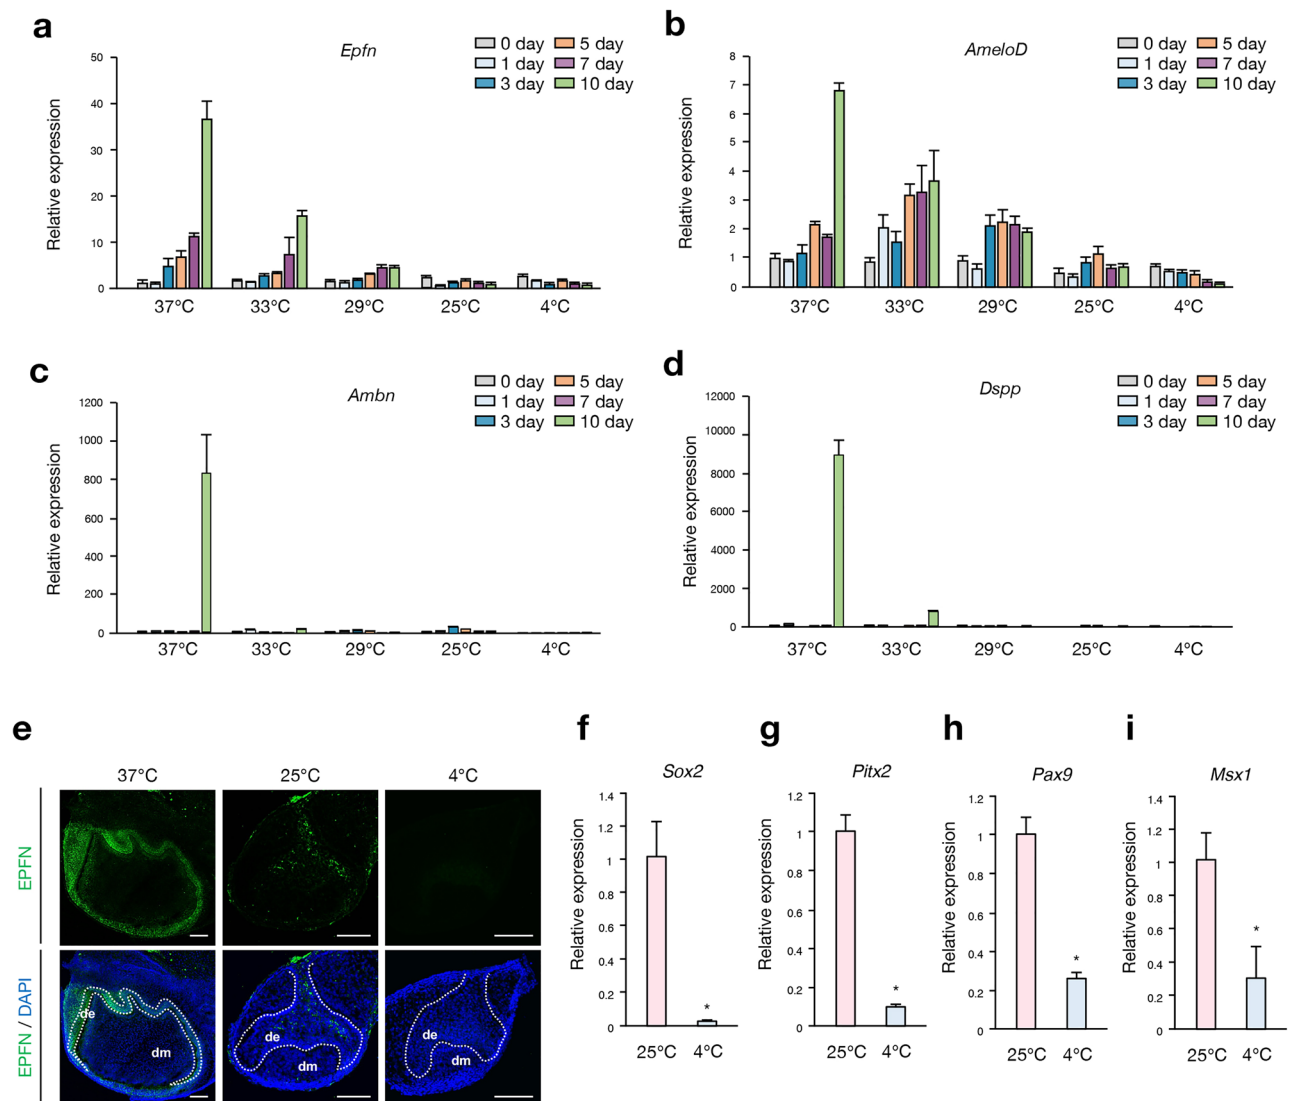 a
Epfn
0 day 5 day
1 day 7 day
3 day 10 day
Relative expression
50
40
30
20
10
0
37°C 33°C 29°C 25°C 4°C
b
AmeloD
0 day 5 day
1 day 7 day
3 day 10 day
Relative expression
8
7
6
5
4
3
2
1
0
37°C 33°C 29°C 25°C 4°C
c
Ambn
0 day 5 day
1 day 7 day
3 day 10 day
Relative expression
1200
1000
800
600
400
200
0
37°C 33°C 29°C 25°C 4°C
d
Dspp
0 day 5 day
1 day 7 day
3 day 10 day
Relative expression
12000
10000
8000
6000
4000
2000
0
37°C 33°C 29°C 25°C 4°C
e
37°C 25°C 4°C
EPFN
EPFN / DAPI
de
dm
de
dm
de
dm
f
Sox2
Relative expression
1.4
1.2
1
0.8
0.6
0.4
0.2
0
*
25°C 4°C
g
Pitx2
Relative expression
1.2
1
0.8
0.6
0.4
0.2
0
*
25°C 4°C
h
Pax9
Relative expression
1.2
1
0.8
0.6
0.4
0.2
0
*
25°C 4°C
i
Msx1
Relative expression
1.4
1.2
1
0.8
0.6
0.4
0.2
0
*
25°C 4°C